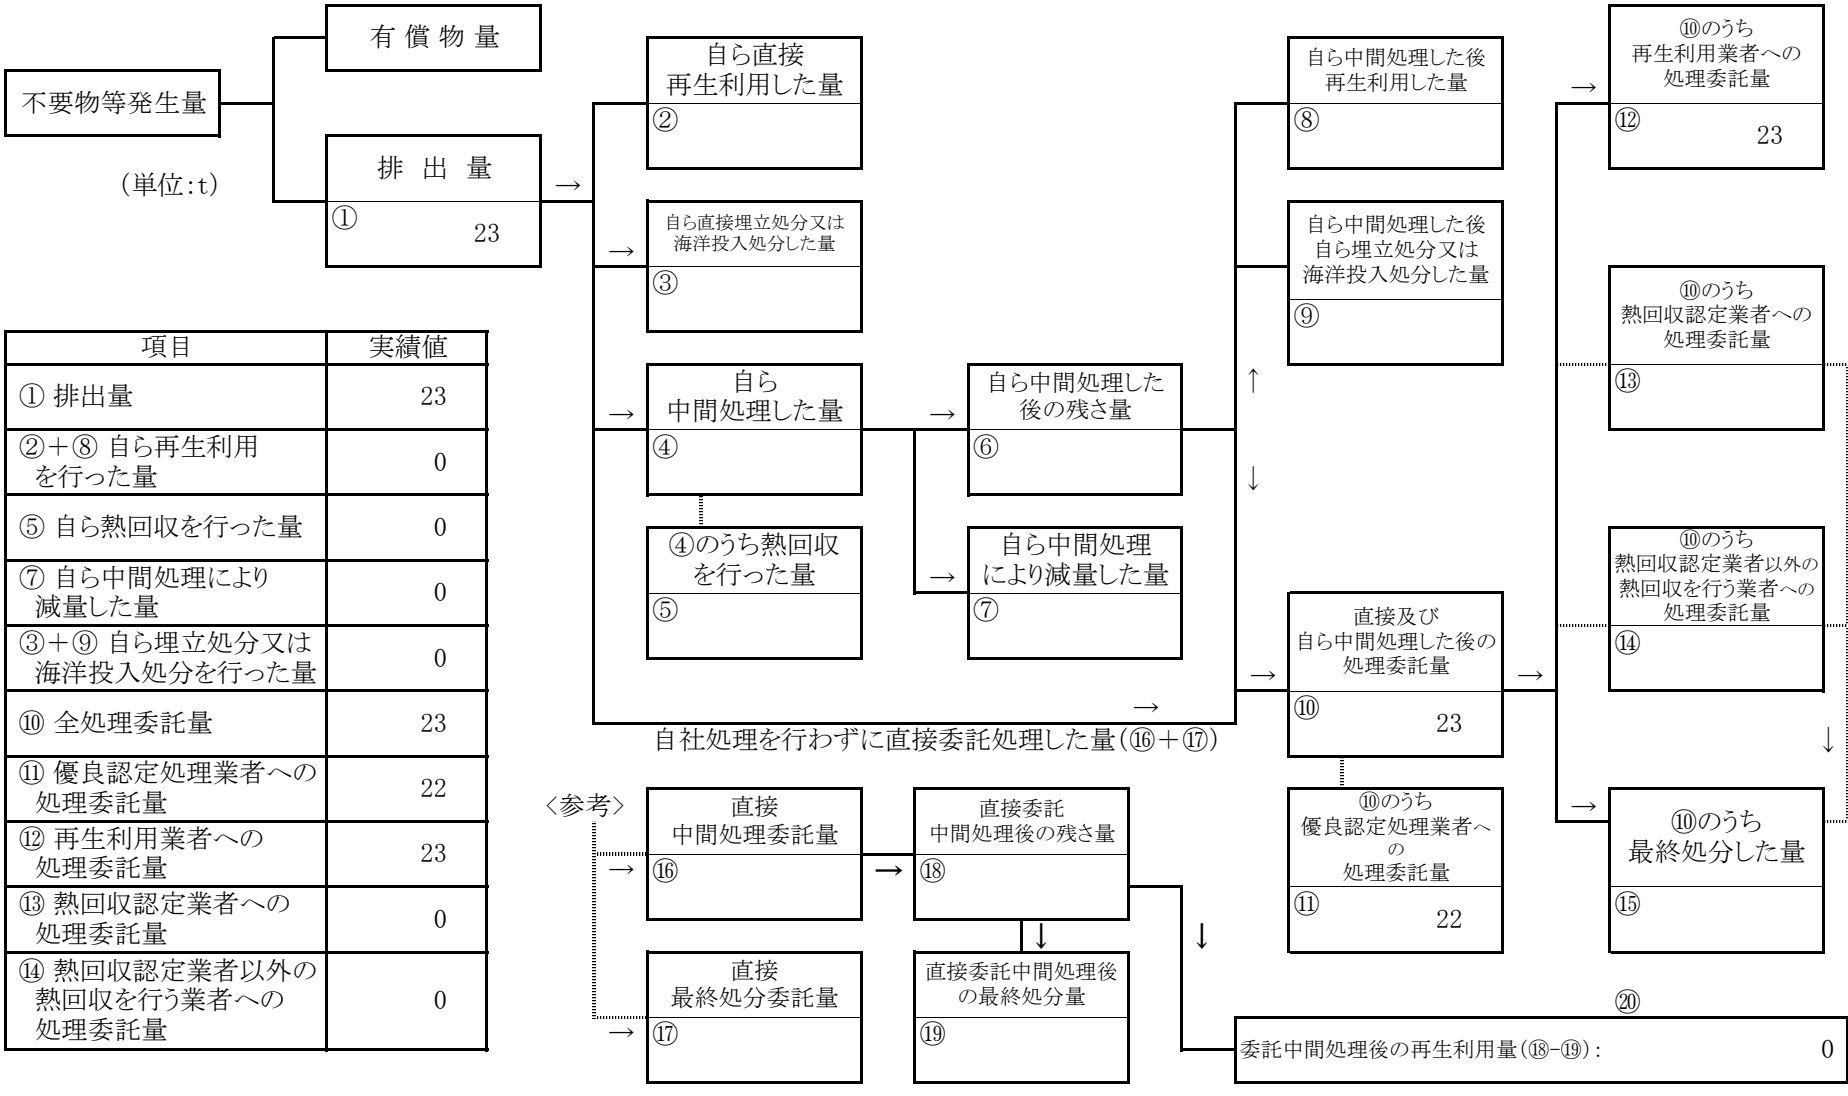 有 償 物 量
不要物等発生量
(単位:t)
排 出 量
①
23
→
自ら直接
再生利用した量
②
→
自ら直接埋立処分又は
海洋投入処分した量
③
→
自ら
中間処理した量
④
④のうち熱回収
を行った量
⑤
→
自ら中間処理した
後の残さ量
⑥
→
自ら中間処理
により減量した量
⑦
自ら中間処理した後
再生利用した量
⑧
自ら中間処理した後
自ら埋立処分又は
海洋投入処分した量
⑨
↑
↓
→
自社処理を行わずに直接委託処理した量(⑯+⑰)
→
直接及び
自ら中間処理した後の
処理委託量
⑩
23
⑩のうち
優良認定処理業者へ
の
処理委託量
⑪
22
→
→
⑩のうち
再生利用業者への
処理委託量
⑫
23
⑩のうち
熱回収認定業者への
処理委託量
⑬
⑩のうち
熱回収認定業者以外の
熱回収を行う業者への
処理委託量
⑭
↓
→
⑩のうち
最終処分した量
⑮
項目 実績値
① 排出量 23
②+⑧ 自ら再生利用
を行った量 0
⑤ 自ら熱回収を行った量 0
⑦ 自ら中間処理により
減量した量 0
③+⑨ 自ら埋立処分又は
海洋投入処分を行った量 0
⑩ 全処理委託量 23
⑪ 優良認定処理業者への
処理委託量 22
⑫ 再生利用業者への
処理委託量 23
⑬ 熱回収認定業者への
処理委託量 0
⑭ 熱回収認定業者以外の
熱回収を行う業者への
処理委託量 0
〈参考〉
→
直接
中間処理委託量
⑯
→
直接委託
中間処理後の残さ量
⑱
↓
↓
→
直接
最終処分委託量
⑰
直接委託中間処理後
の最終処分量
⑲
⑳
委託中間処理後の再生利用量(⑱-⑲): 0